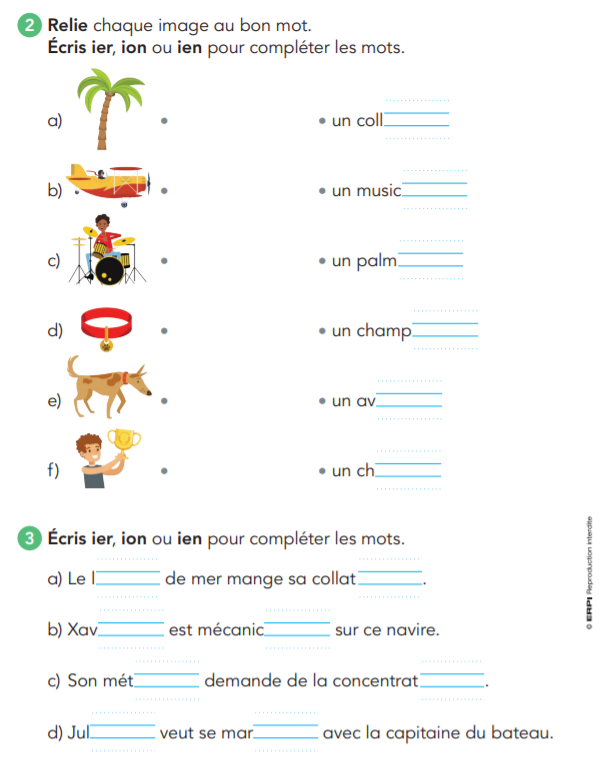 2 Relie chaque image au bon mot.
Écris ier, ion ou ien pour compléter les mots.
a) • • un coll
b) • • un music
c) • • un palm
d) • • un champ
e) • • un av
f) • • un ch
3 Écris ier, ion ou ien pour compléter les mots.
a) Le l de mer mange sa collat .
b) Xav est mécanic sur ce navire.
c) Son mét demande de la concentrat .
d) Jul veut se mar avec la capitaine du bateau.
© ERPI Reproduction interdite